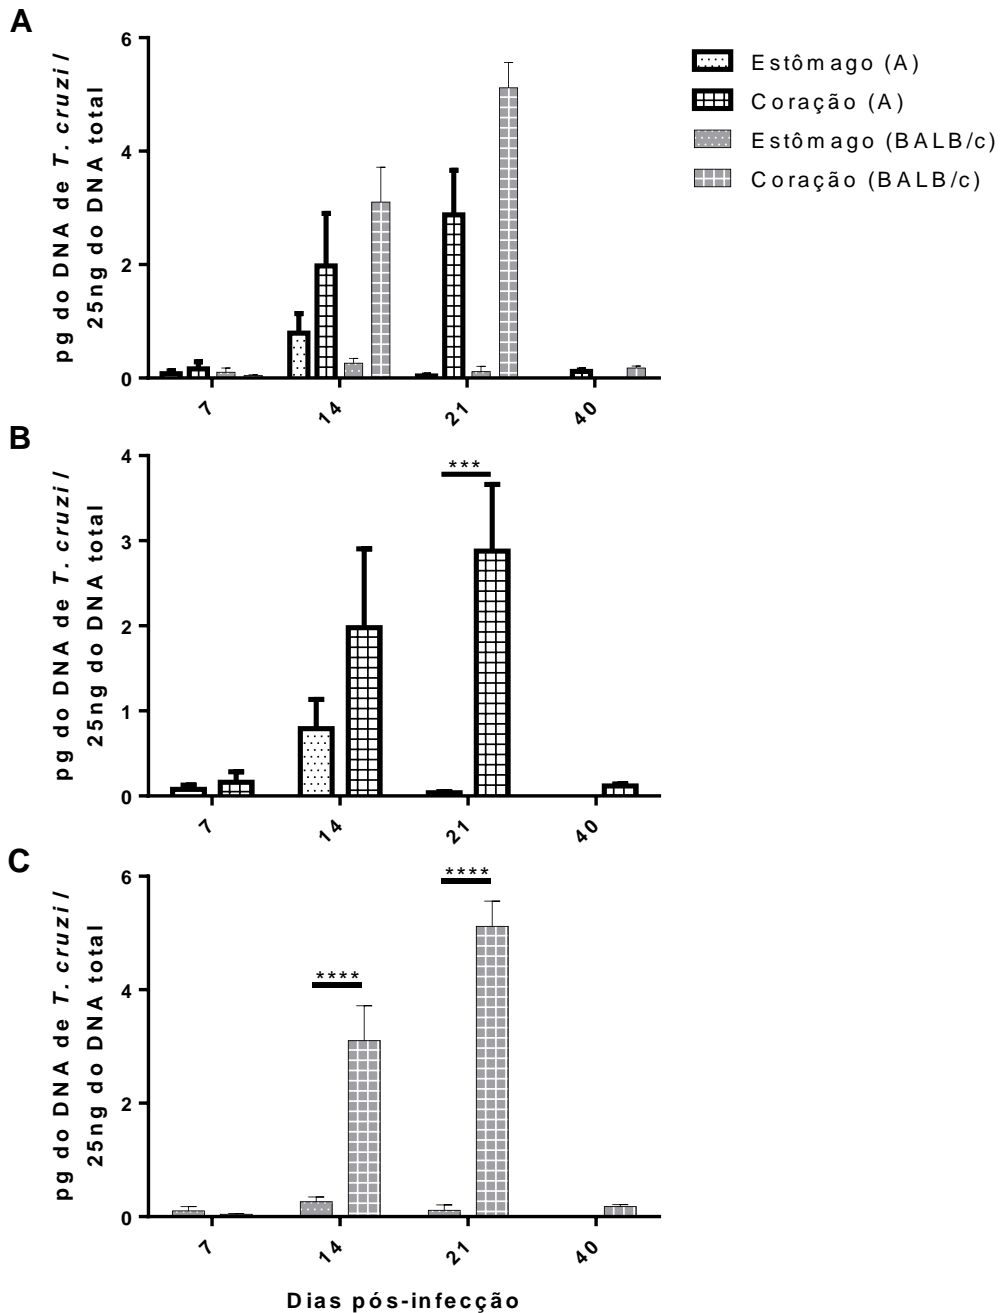 A
pg do DNA de T. cruzi /
25ng do DNA total
6
4
2
0
7
14
21
40
Estômago (A)
Coração (A)
Estômago (BALB/c)
Coração (BALB/c)
B
pg do DNA de T. cruzi /
25ng do DNA total
4
3
2
1
0
***
7
14
21
40
C
pg do DNA de T. cruzi /
25ng do DNA total
6
4
2
0
****
****
7
14
21
40
Dias pós-infecção